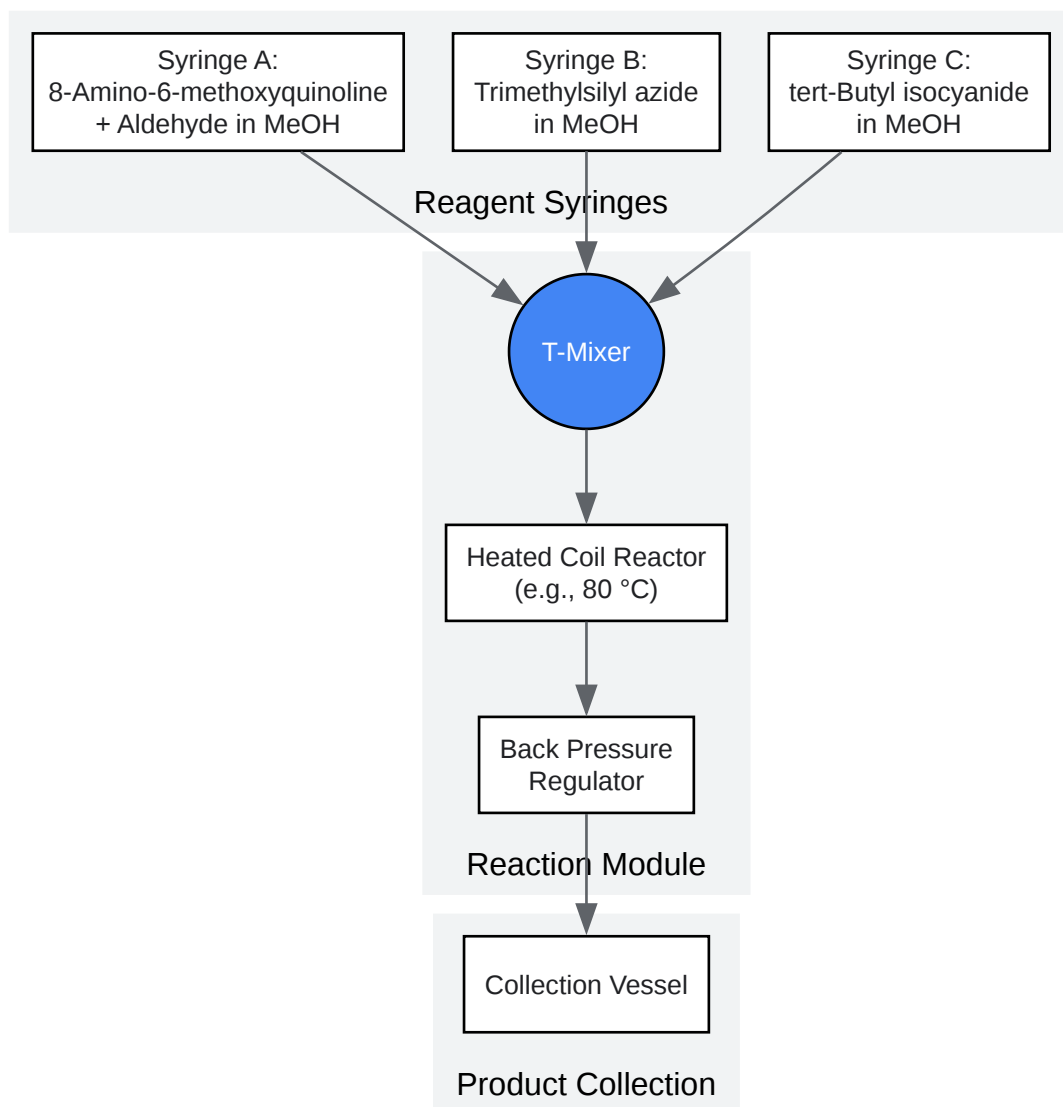 Syringe A:
8-Amino-6-methoxyquinoline
+ Aldehyde in MeOH
Syringe B:
Trimethylsilyl azide
in MeOH
Syringe C:
tert-Butyl isocyanide
in MeOH
Reagent Syringes
T-Mixer
Heated Coil Reactor
(e.g., 80 °C)
Back Pressure
Regulator
Reaction Module
Collection Vessel
Product Collection